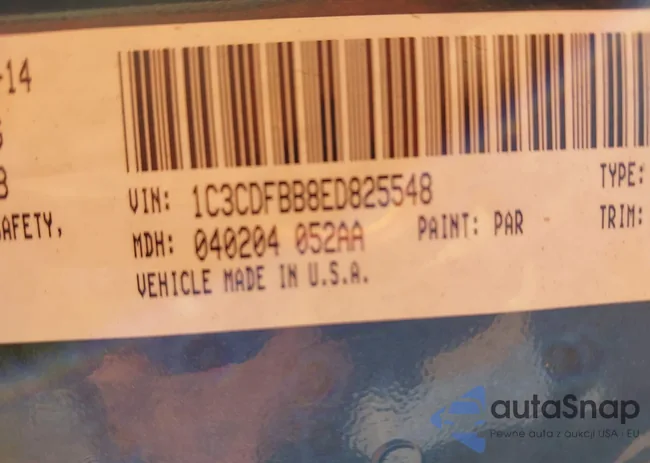 -14
VIN: 1C3CDFBB8ED825548 TYPE:
SAFETY,
MDH: 040204 052AA PAINT: PAR TRIM:
VEHICLE MADE IN U.S.A.
autaSnap
Pewne auta z aukcji USA - EU